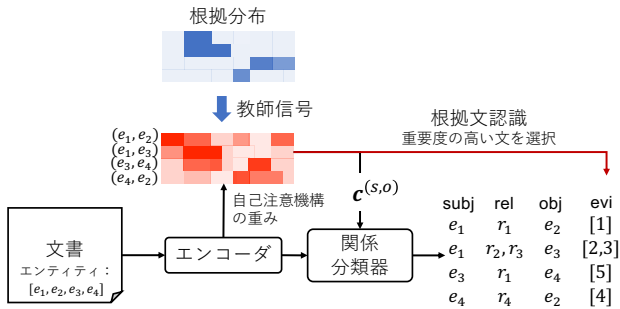 根拠分布
教師信号
(e₁, e₂)
(e₁, e₃)
(e₃, e₄)
(e₄, e₂)
根拠文認識
重要度の高い文を選択
自己注意機構
の重み
c⁽ˢ,ᵒ⁾
文書
エンティティ：
[e₁, e₂, e₃, e₄]
エンコーダ
関係
分類器
subj rel obj evi
e₁ r₁ e₂ [1]
e₁ r₂, r₃ e₃ [2,3]
e₃ r₁ e₄ [5]
e₄ r₄ e₂ [4]